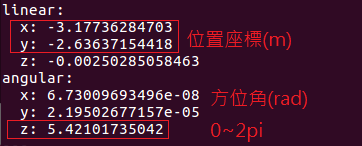 linear:
x: -3.17736284703
y: -2.63637154418
位置座標(m)
z: -0.00250285058463
angular:
x: 6.73009693496e-08
方位角(rad)
y: 2.19502677157e-05
z: 5.42101735042
0~2pi